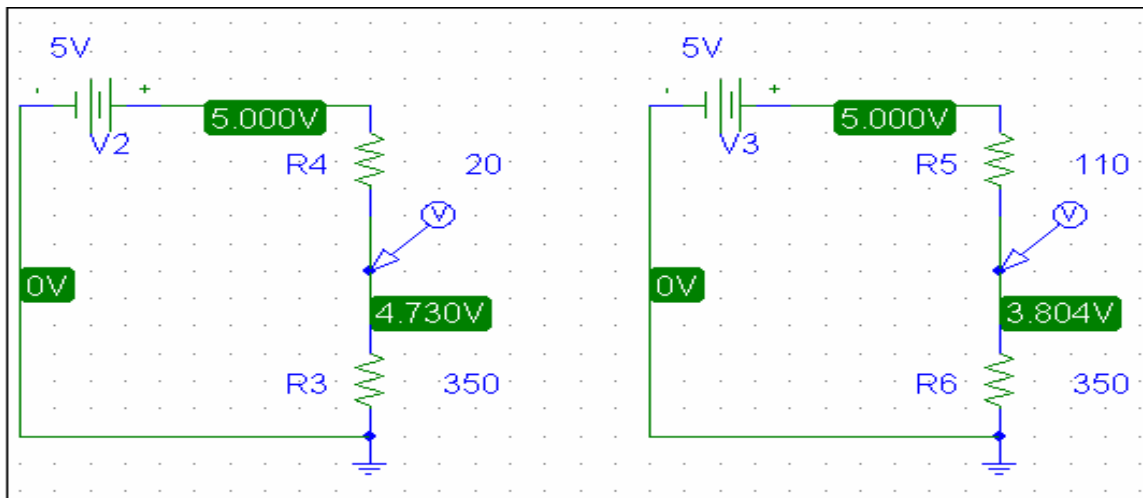 5V
- +
5.000V
V2
R4 20
V
0V
4.730V
R3 350
5V
- +
5.000V
V3
R5 110
V
0V
3.804V
R6 350